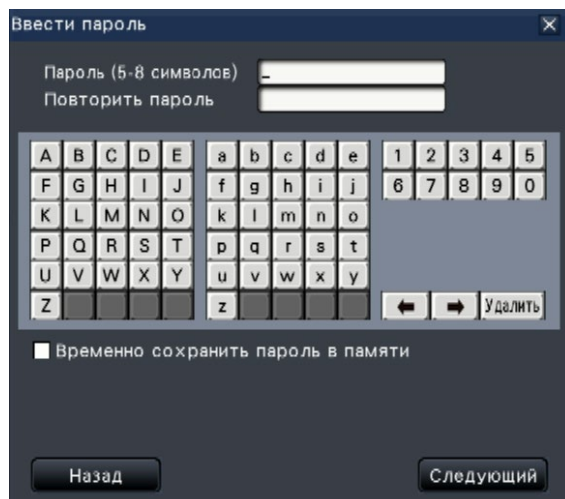 Ввести пароль
Пароль (5-8 символов)
Повторить пароль
A B C D E a b c d e 1 2 3 4 5
F G H I J f g h i j 6 7 8 9 0
K L M N O k l m n o
P Q R S T p q r s t
U V W X Y u v w x y
Z z Удалить
Временно сохранить пароль в памяти
Назад Следующий